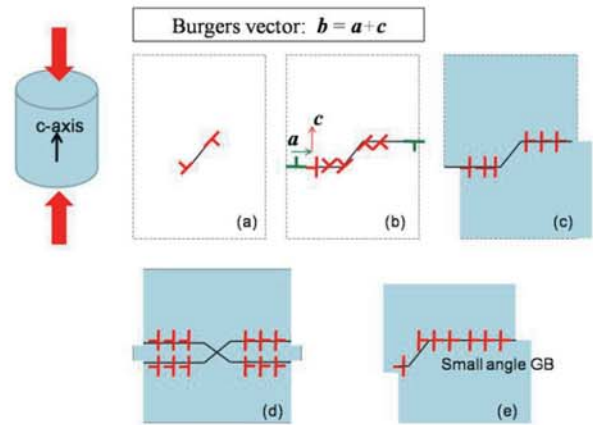 Burgers vector: b = a+c
c-axis
(a)
a
c
(b)
(c)
(d)
Small angle GB
(e)